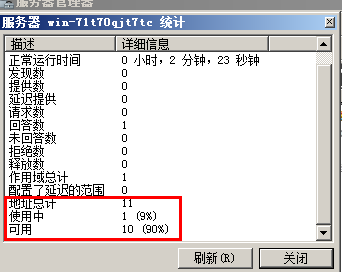 服务器管理器
服务器 win-71t70qjt7tc 统计
描述 详细信息
正常运行时间 0 小时，2 分钟，23 秒钟
发现数 0
提供数 0
延迟提供 0
请求数 0
回答数 1
未回答数 0
拒绝数 0
释放数 0
作用域总计 1
配置了延迟的范围 0
地址总计 11
使用中 1 (9%)
可用 10 (90%)
刷新(R) 关闭